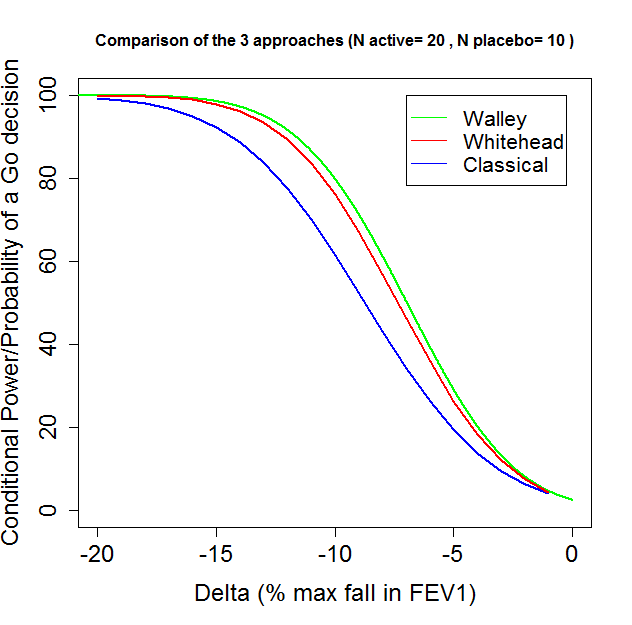 Comparison of the 3 approaches (N active= 20 , N placebo= 10 )
Conditional Power/Probability of a Go decision
100
80
60
40
20
0
Walley
Whitehead
Classical
-20
-15
-10
-5
0
Delta (% max fall in FEV1)